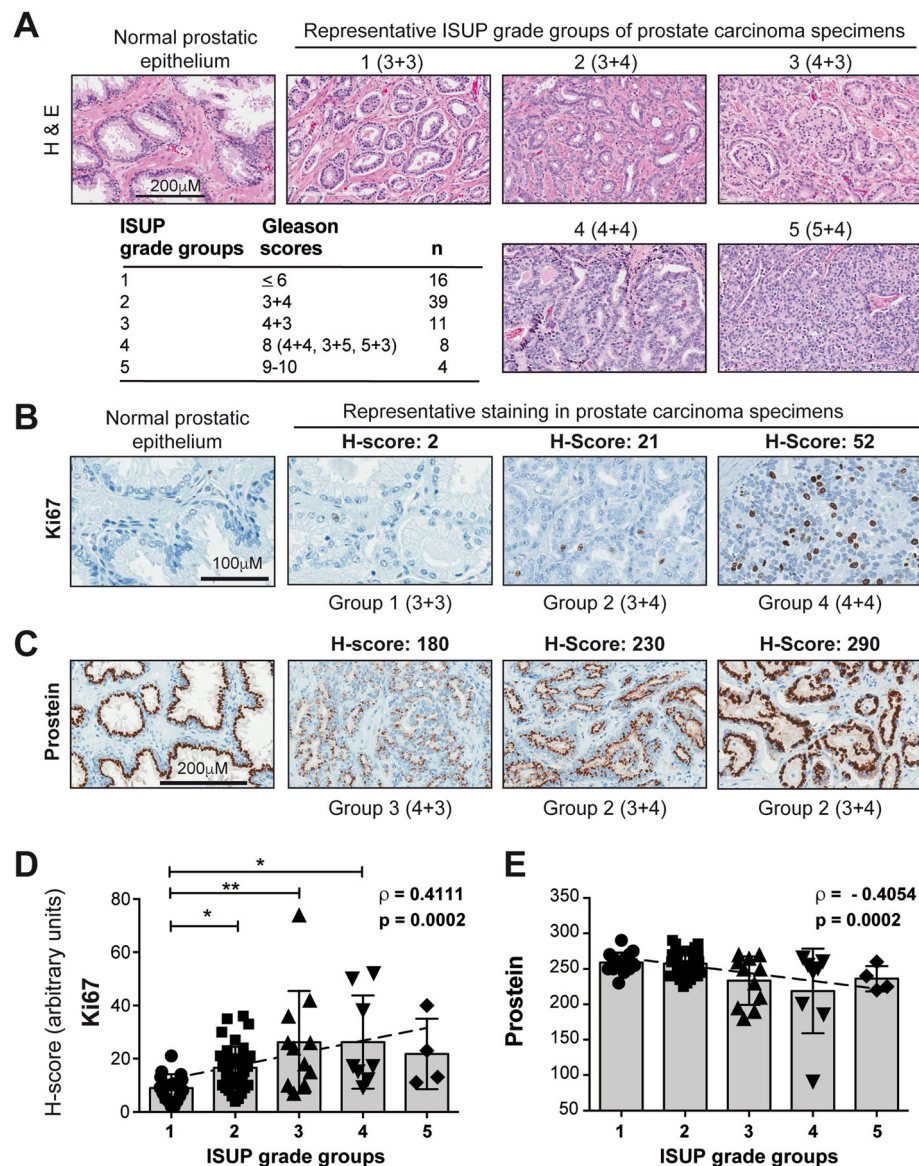 A
Normal prostatic
epithelium
Representative ISUP grade groups of prostate carcinoma specimens
1 (3+3)
2 (3+4)
3 (4+3)
H & E
200μM
4 (4+4)
5 (5+4)
ISUP
grade groups
Gleason
scores
n
1 ≤ 6 16
2 3+4 39
3 4+3 11
4 8 (4+4, 3+5, 5+3) 8
5 9-10 4
B
Normal prostatic
epithelium
Representative staining in prostate carcinoma specimens
H-score: 2
H-Score: 21
H-Score: 52
Ki67
100μM
Group 1 (3+3)
Group 2 (3+4)
Group 4 (4+4)
C
H-score: 180
H-Score: 230
H-Score: 290
Prostein
200μM
Group 3 (4+3)
Group 2 (3+4)
Group 2 (3+4)
D
*
**
*
ρ = 0.4111
p = 0.0002
H-score (arbitrary units)
Ki67
80
60
40
20
0
1 2 3 4 5
ISUP grade groups
E
ρ = - 0.4054
p = 0.0002
Prostein
350
300
250
200
150
100
50
1 2 3 4 5
ISUP grade groups